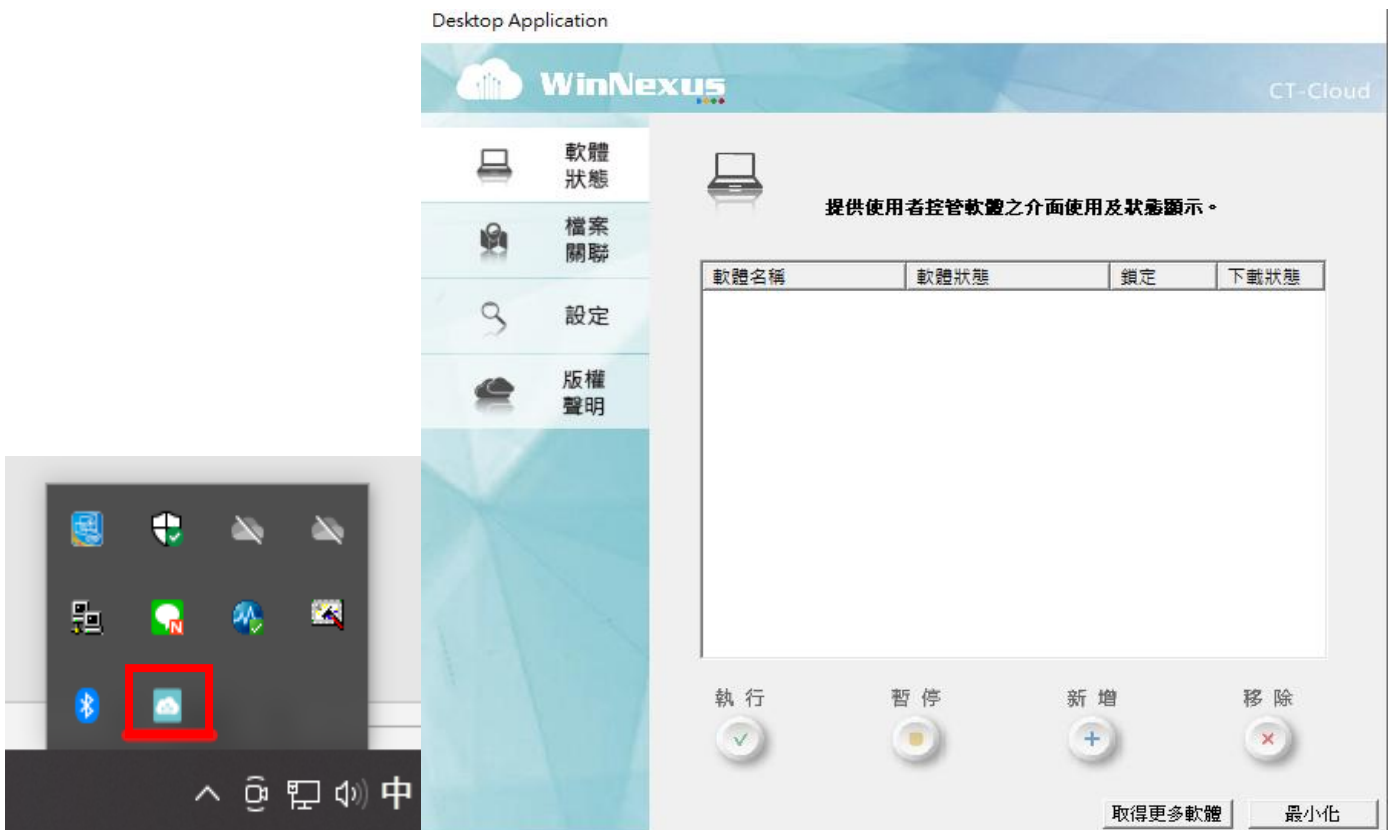 Desktop Application
WinNexus
CT-Cloud
軟體
狀態
檔案
關聯
設定
版權
聲明
提供使用者控管軟體之介面使用及狀態顯示。
軟體名稱 軟體狀態 鎖定 下載狀態
執行 暫停 新增 移除
取得更多軟體 最小化
N
中